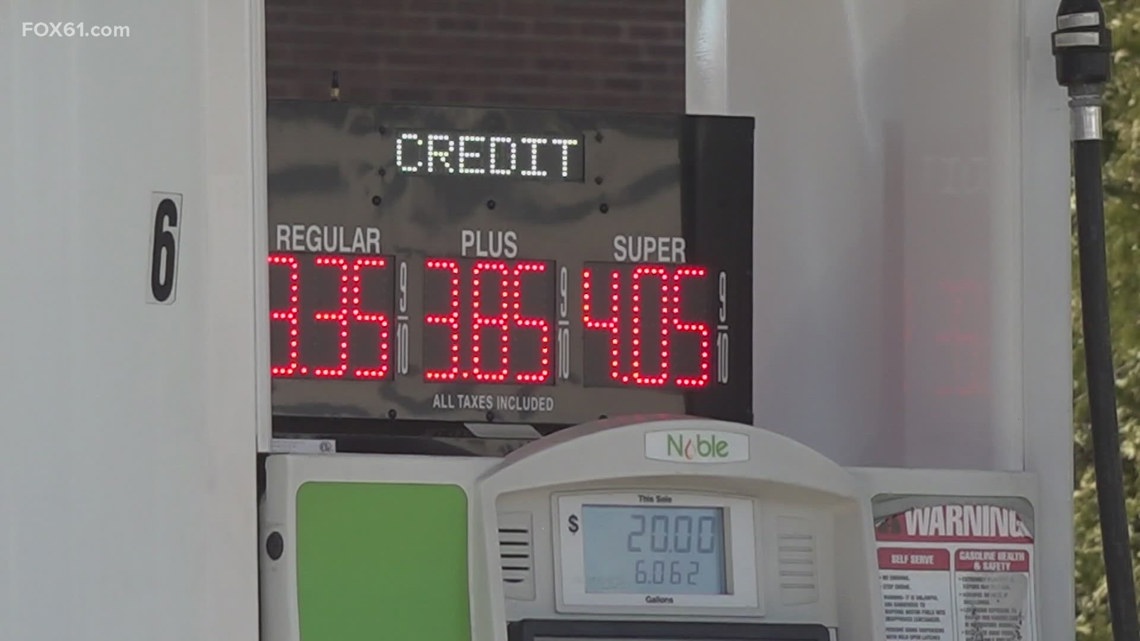 FOX61.com
CREDIT
6
REGULAR PLUS SUPER
3.35 9/10 3.85 9/10 4.05 9/10
ALL TAXES INCLUDED
Noble
This Sale
$ 20.00
6.062
Gallons
WARNING
SELF SERVE
GASOLINE HEALTH
& SAFETY